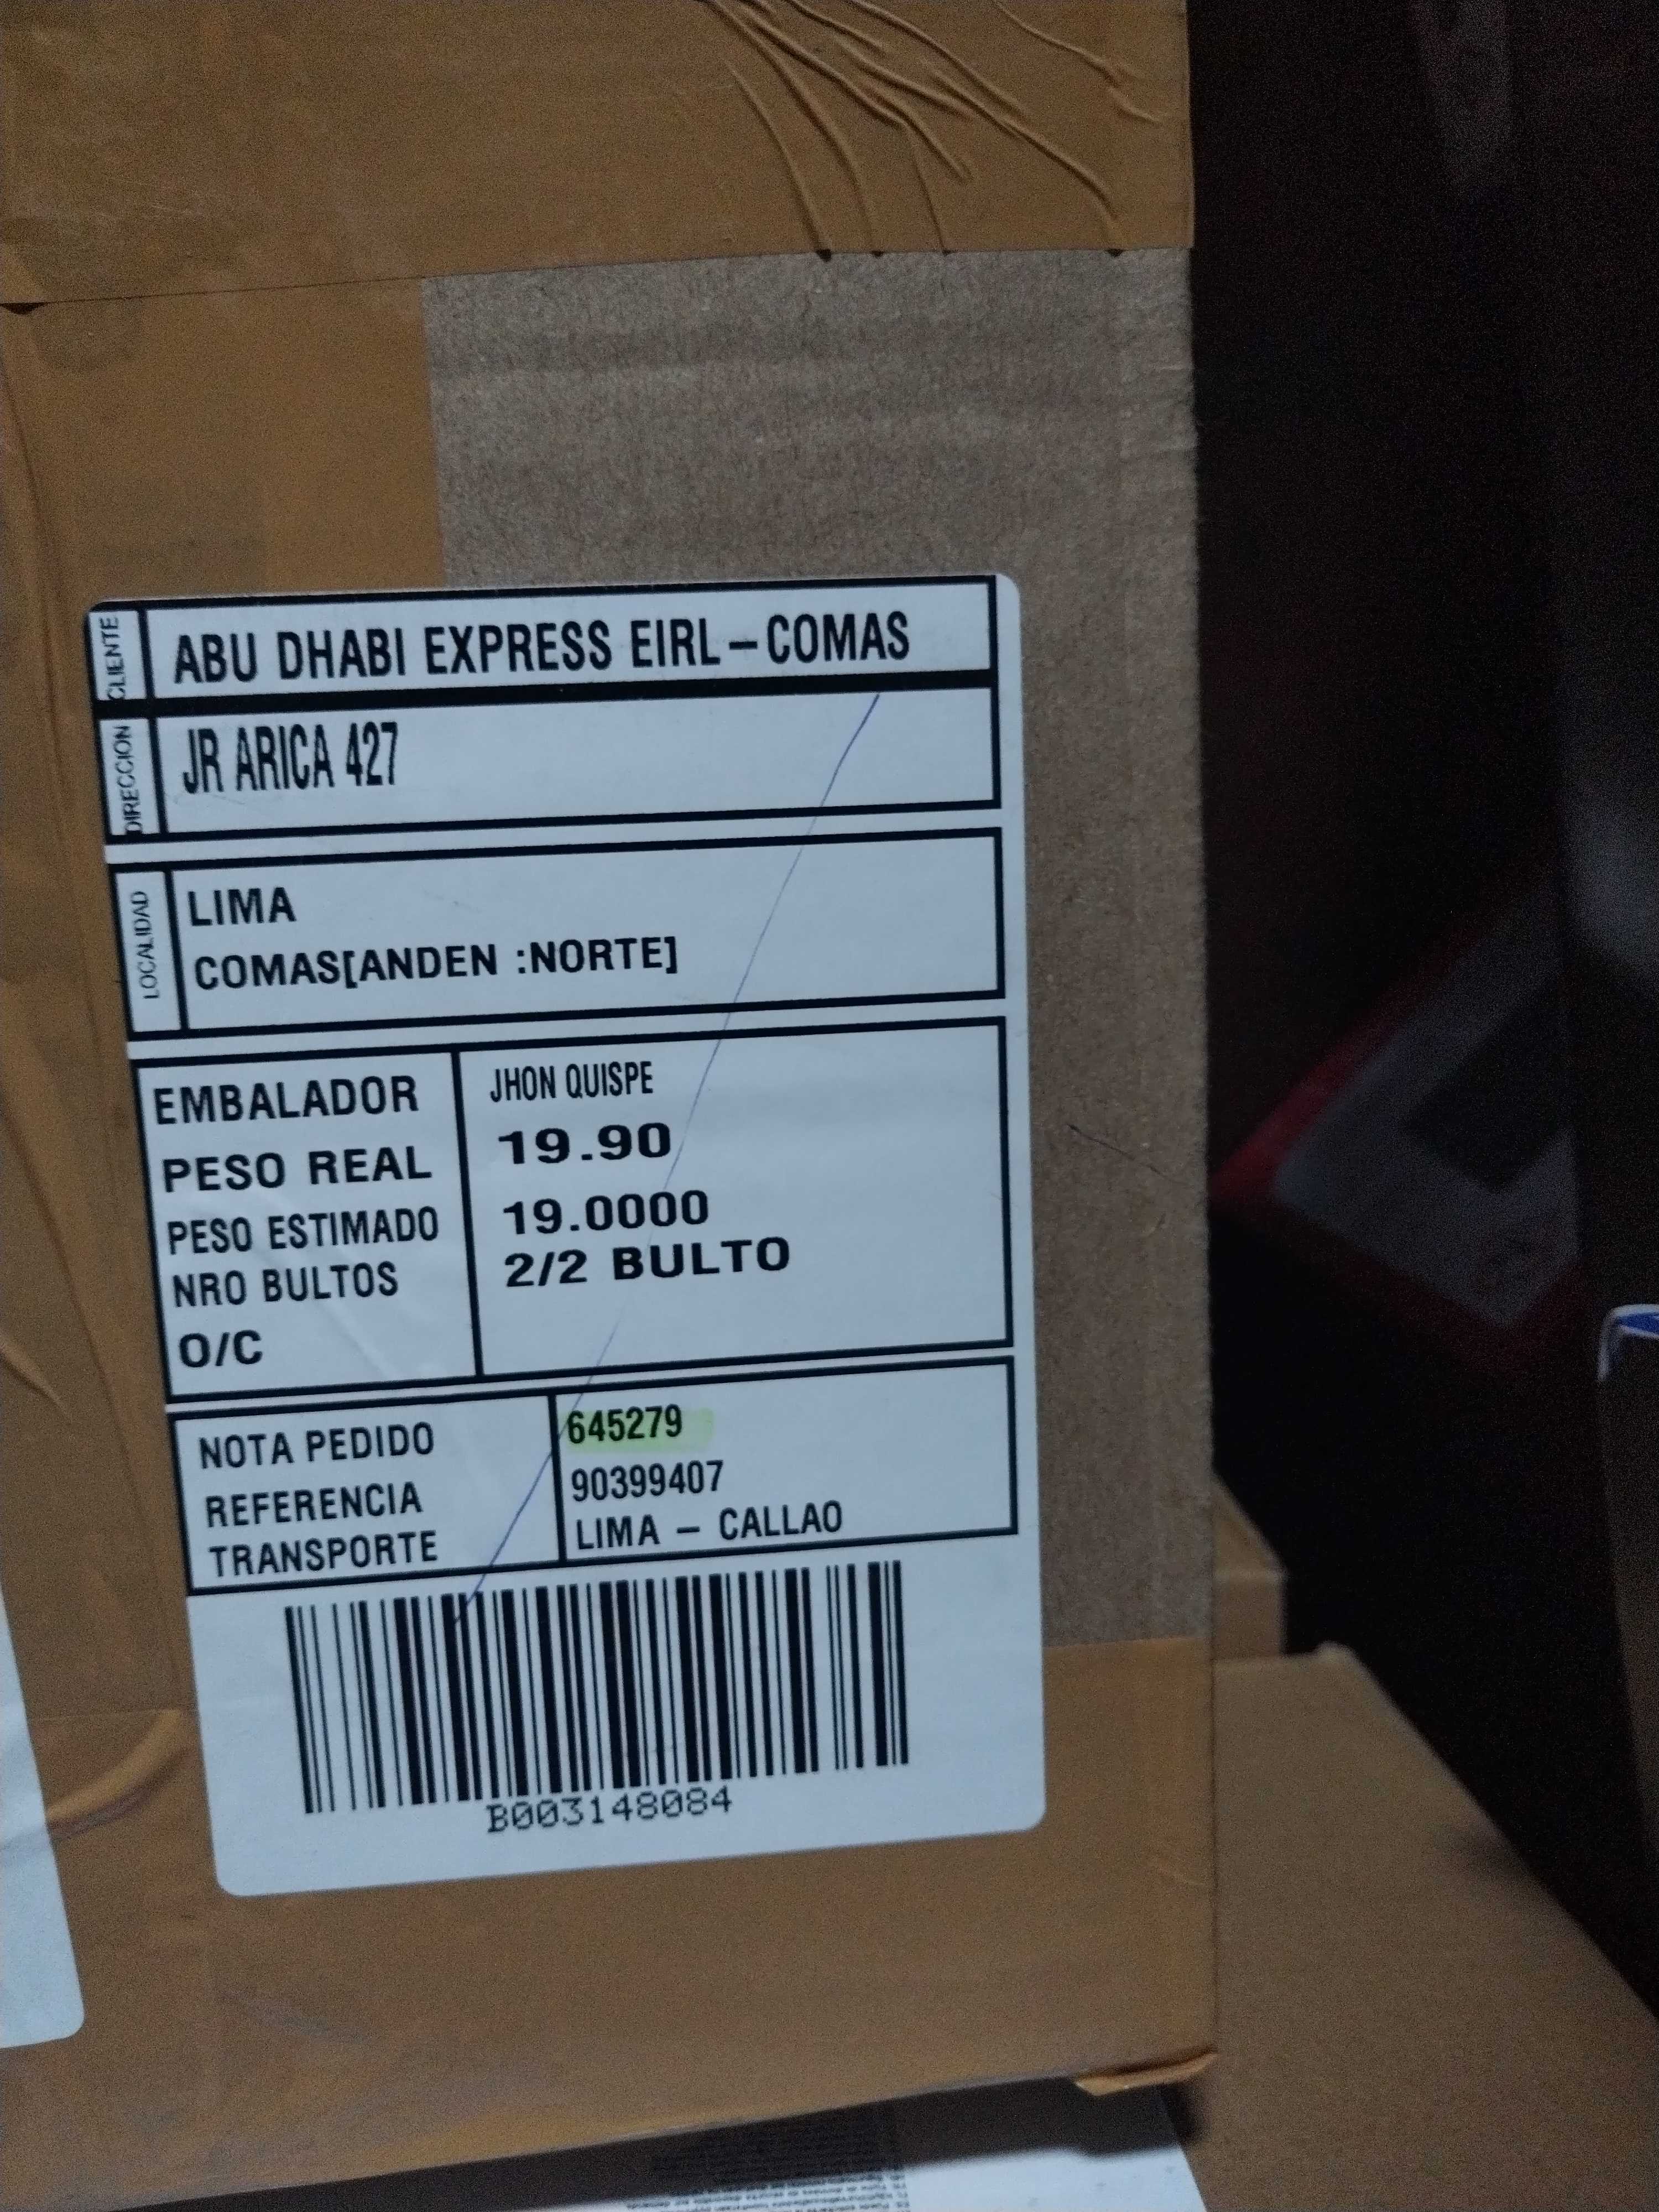 CLIENTE ABU DHABI EXPRESS EIRL-COMAS
DIRECCION JR ARICA 427
LOCALIDAD LIMA
COMAS[ANDEN :NORTE]
EMBALADOR JHON QUISPE
PESO REAL 19.90
PESO ESTIMADO 19.0000
NRO BULTOS 2/2 BULTO
O/C
NOTA PEDIDO 645279
REFERENCIA 90399407
TRANSPORTE LIMA - CALLAO
B003148084